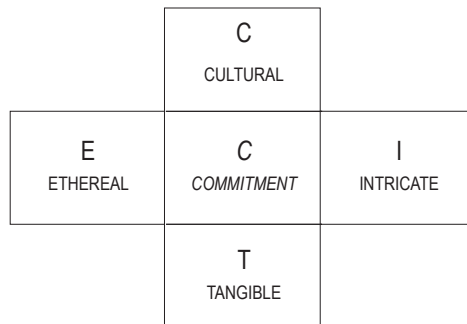 C
CULTURAL
E
ETHEREAL
C
COMMITMENT
I
INTRICATE
T
TANGIBLE